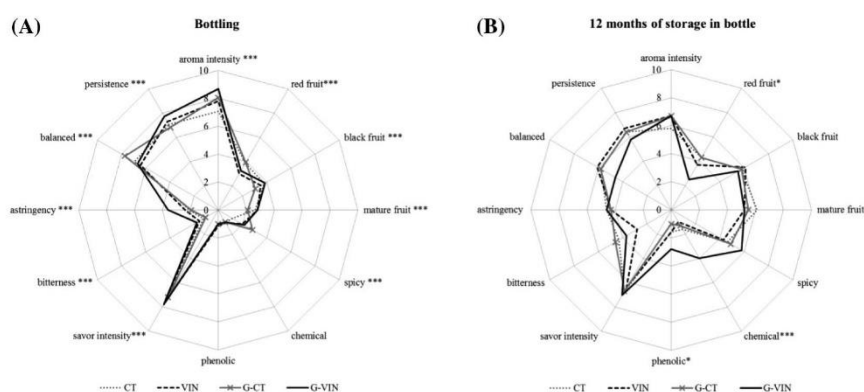 (A)
Bottling
aroma intensity ***
red fruit***
black fruit ***
mature fruit ***
spicy ***
chemical
phenolic
savor intensity***
bitterness ***
astringency ***
balanced ***
persistence ***
10
8
6
4
2
0
CT
VIN
G-CT
G-VIN
(B)
12 months of storage in bottle
aroma intensity
red fruit*
black fruit
mature fruit
spicy
chemical***
phenolic*
savor intensity
bitterness
astringency
balanced
persistence
10
8
6
4
2
0
CT
VIN
G-CT
G-VIN